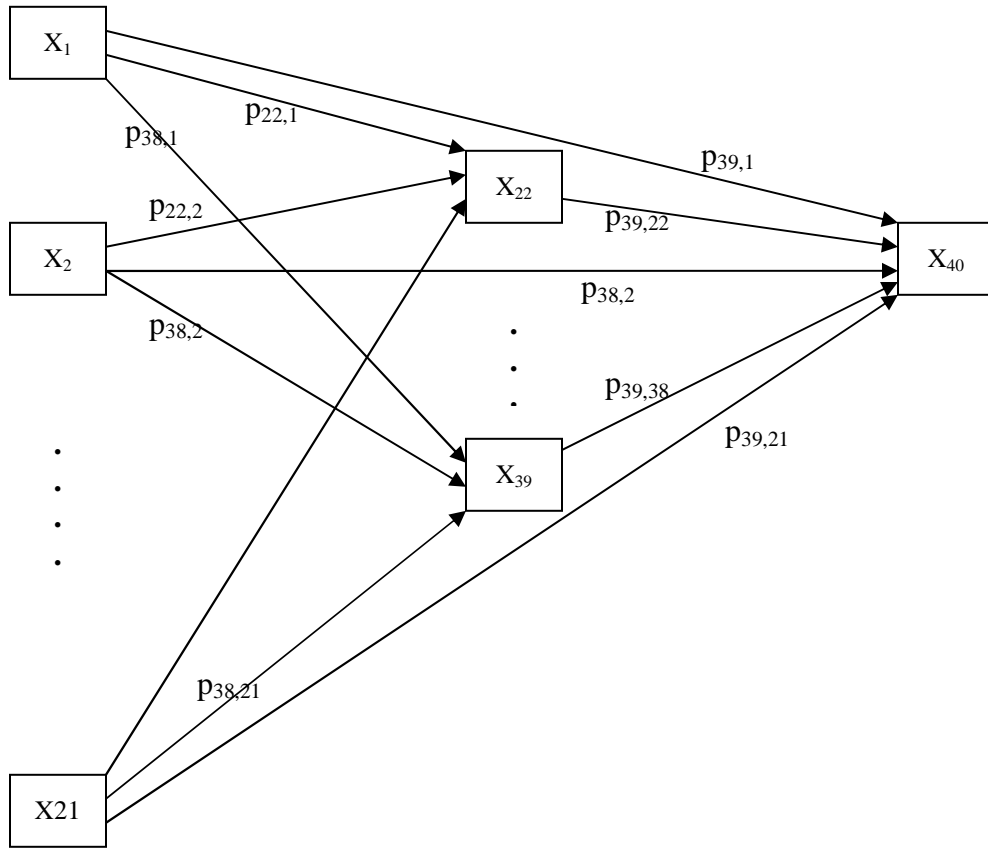 X₁
p₂₂,₁
p₃₈,₁
p₃₉,₁
X₂₂
p₂₂,₂
p₃₉,₂₂
X₂
X₄₀
p₃₈,₂
p₃₈,₂
p₃₉,₃₈
p₃₉,₂₁
X₃₉
p₃₈,₂₁
X21